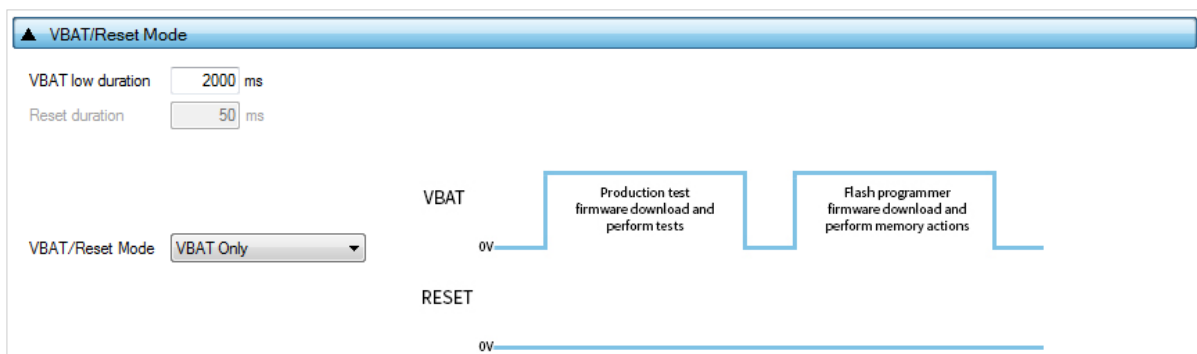 VBAT/Reset Mode
VBAT low duration 2000 ms
Reset duration 50 ms
VBAT
Production test
firmware download and
perform tests
Flash programmer
firmware download and
perform memory actions
VBAT/Reset Mode VBAT Only
0V
RESET
0V